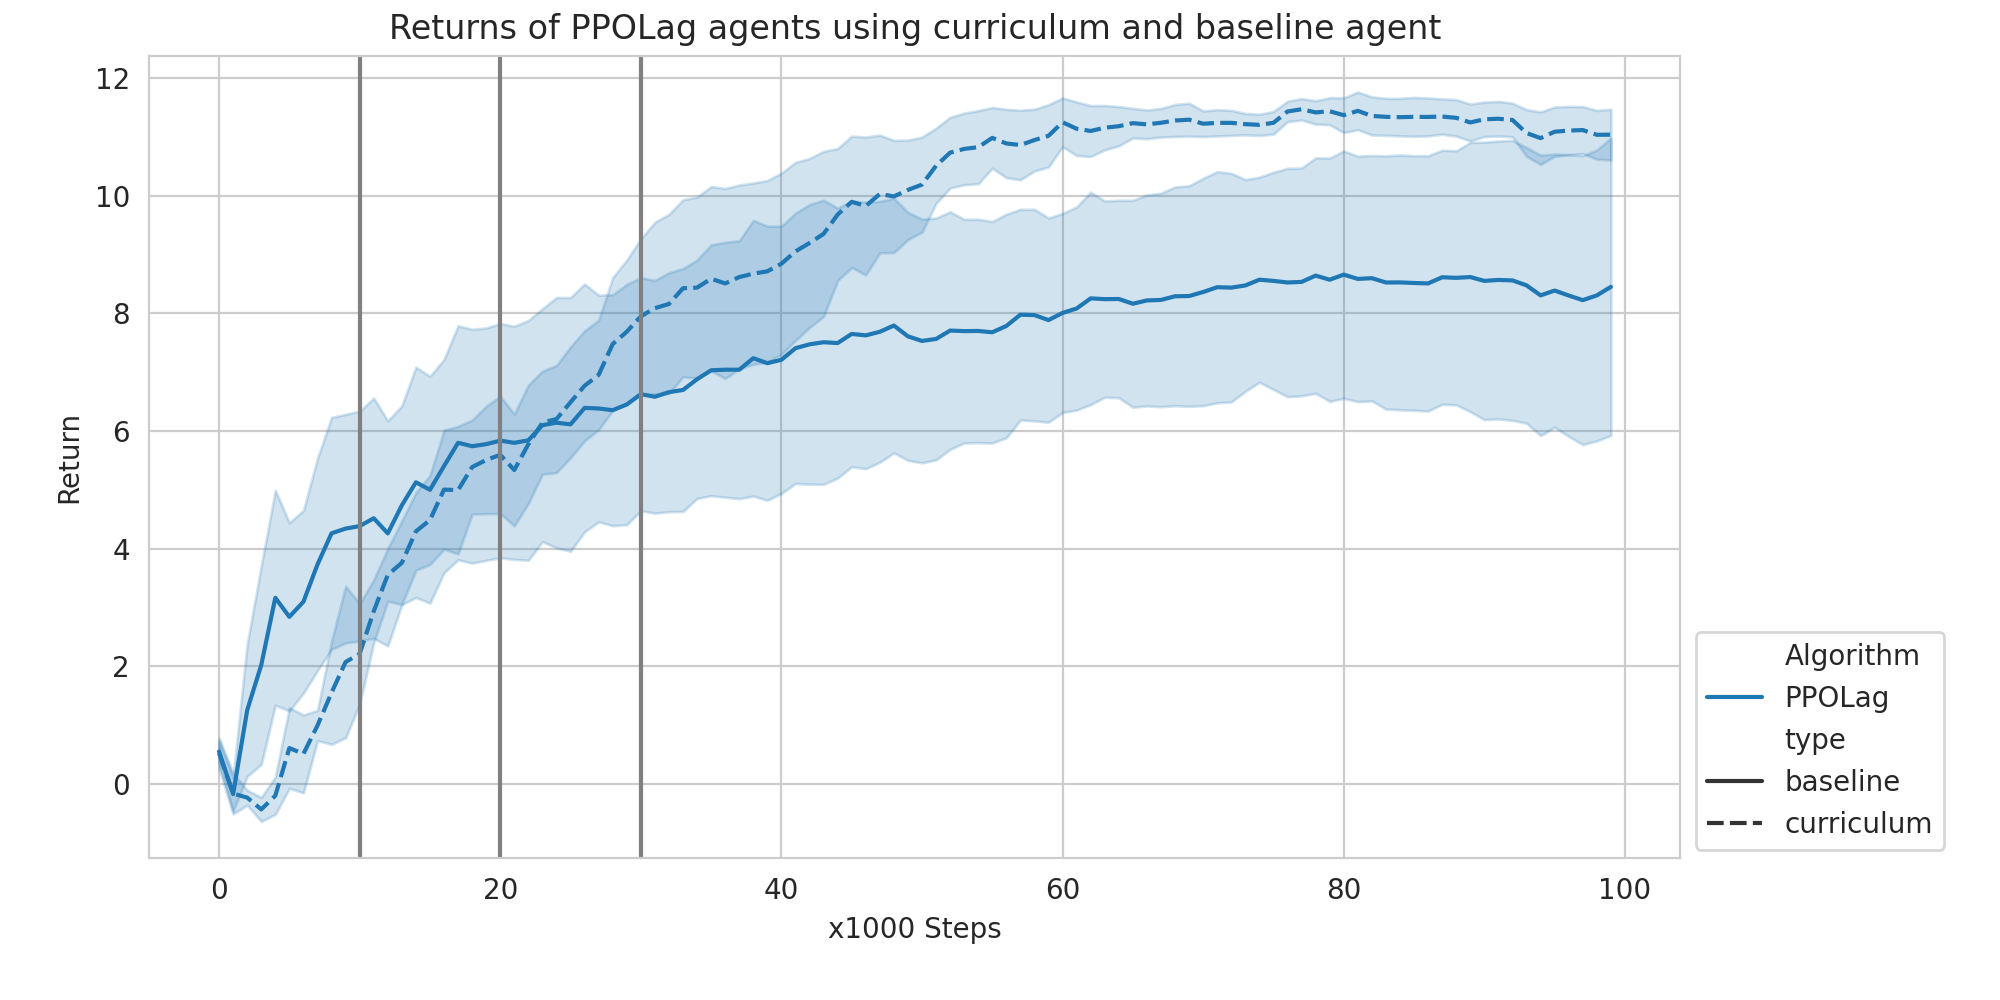 Returns of PPOLag agents using curriculum and baseline agent
12
10
8
6
4
2
0
Return
0 20 40 60 80 100
x1000 Steps
Algorithm
PPOLag
type
baseline
curriculum